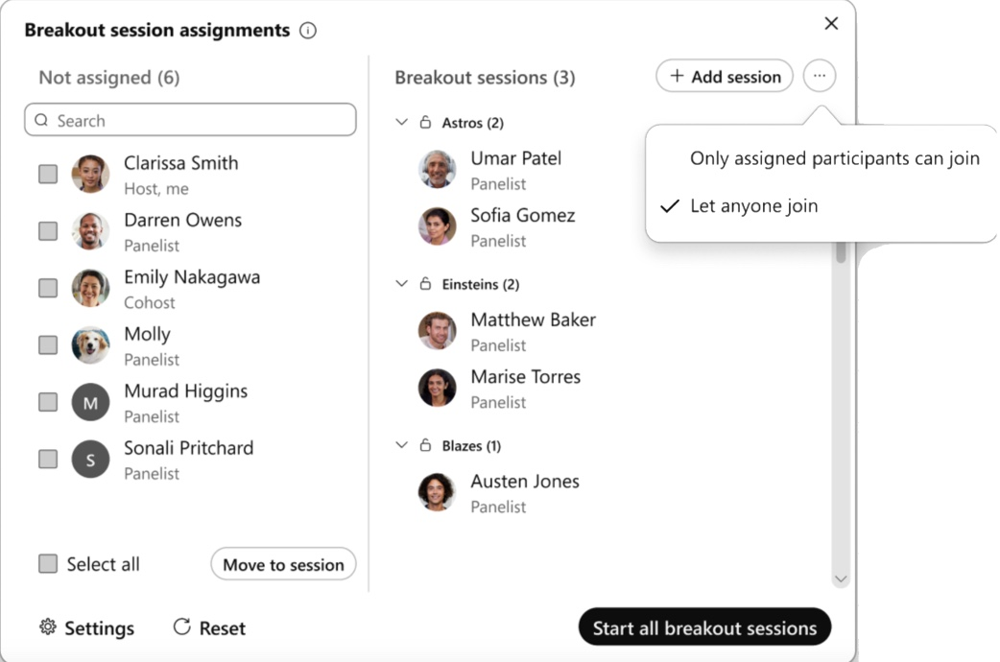 Breakout session assignments
Not assigned (6)
Search
Clarissa Smith
Host, me
Darren Owens
Panelist
Emily Nakagawa
Cohost
Molly
Panelist
M
Murad Higgins
Panelist
S
Sonali Pritchard
Panelist
Select all
Move to session
Breakout sessions (3)
+ Add session
...
Only assigned participants can join
✓ Let anyone join
Astros (2)
Umar Patel
Panelist
Sofia Gomez
Panelist
Einsteins (2)
Matthew Baker
Panelist
Marise Torres
Panelist
Blazes (1)
Austen Jones
Panelist
Settings
Reset
Start all breakout sessions